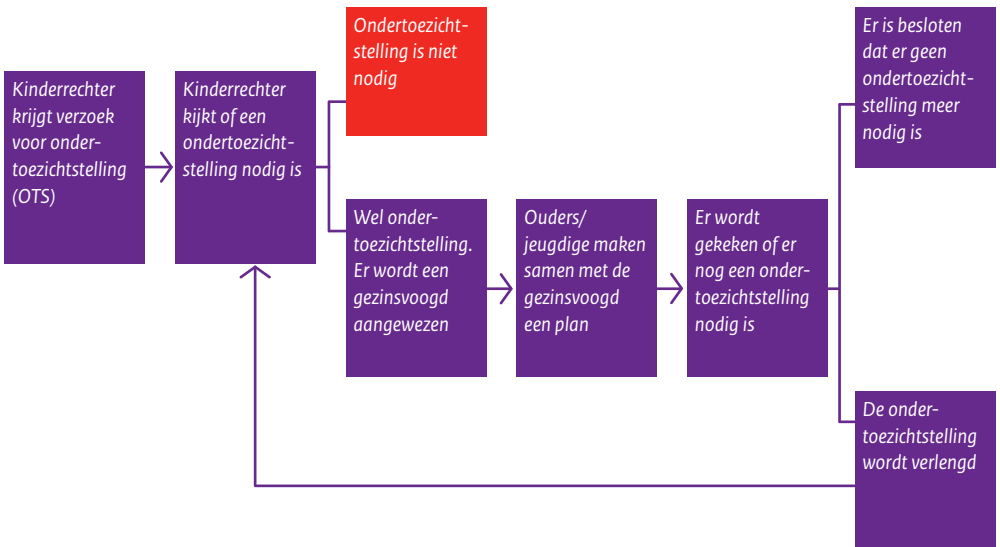 Kinderrechter
krijgt verzoek
voor onder-
toezichtstelling
(OTS)
Kinderrechter
kijkt of een
ondertoezicht-
stelling nodig is
Ondertoezicht-
stelling is niet
nodig
Wel onder-
toezichtstelling.
Er wordt een
gezinsvoogd
aangewezen
Ouders/
jeugdige maken
samen met de
gezinsvoogd
een plan
Er wordt
gekeken of er
nog een onder-
toezichtstelling
nodig is
Er is besloten
dat er geen
ondertoezicht-
stelling meer
nodig is
De onder-
toezichtstelling
wordt verlengd